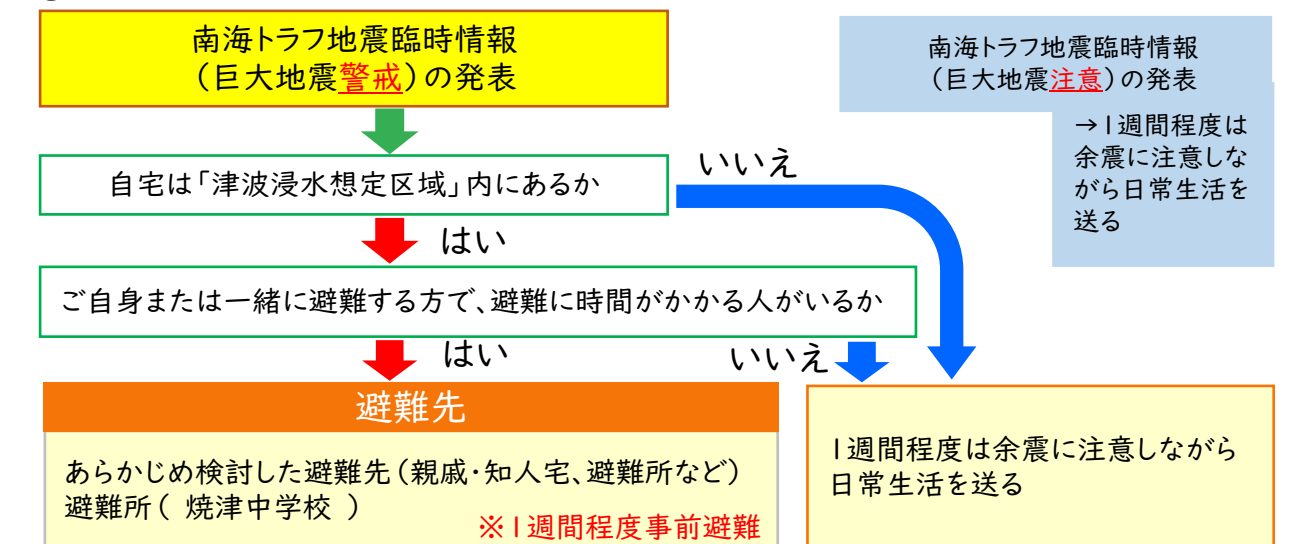 南海トラフ地震臨時情報
（巨大地震警戒）の発表
南海トラフ地震臨時情報
（巨大地震注意）の発表
→1週間程度は
余震に注意しな
がら日常生活を
送る
自宅は「津波浸水想定区域」内にあるか
いいえ
はい
ご自身または一緒に避難する方で、避難に時間がかかる人がいるか
はい
いいえ
避難先
あらかじめ検討した避難先（親戚・知人宅、避難所など）
避難所（ 焼津中学校 ）
※1週間程度事前避難
1週間程度は余震に注意しながら
日常生活を送る